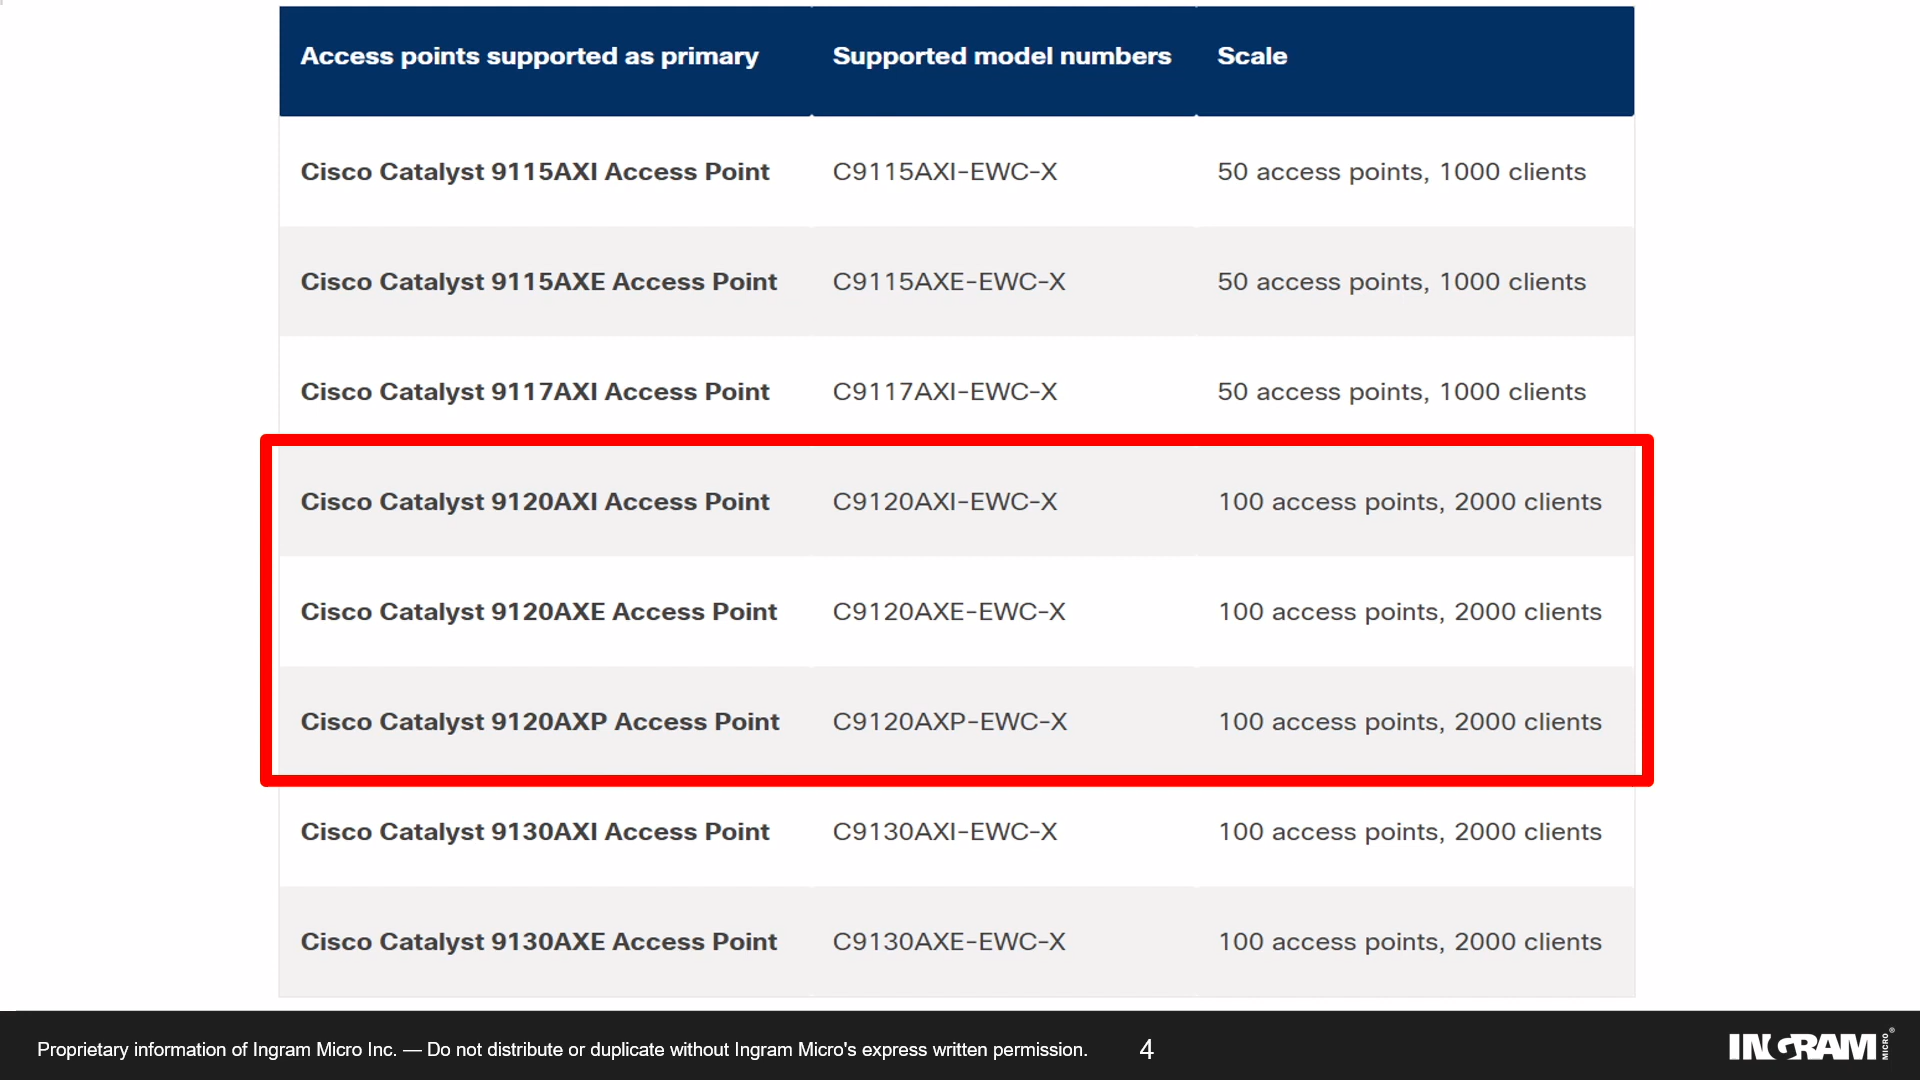 Access points supported as primary Supported model numbers Scale
Cisco Catalyst 9115AXI Access Point C9115AXI-EWC-X 50 access points, 1000 clients
Cisco Catalyst 9115AXE Access Point C9115AXE-EWC-X 50 access points, 1000 clients
Cisco Catalyst 9117AXI Access Point C9117AXI-EWC-X 50 access points, 1000 clients
Cisco Catalyst 9120AXI Access Point C9120AXI-EWC-X 100 access points, 2000 clients
Cisco Catalyst 9120AXE Access Point C9120AXE-EWC-X 100 access points, 2000 clients
Cisco Catalyst 9120AXP Access Point C9120AXP-EWC-X 100 access points, 2000 clients
Cisco Catalyst 9130AXI Access Point C9130AXI-EWC-X 100 access points, 2000 clients
Cisco Catalyst 9130AXE Access Point C9130AXE-EWC-X 100 access points, 2000 clients
Proprietary information of Ingram Micro Inc. — Do not distribute or duplicate without Ingram Micro's express written permission. 4 INGRAM MICRO®